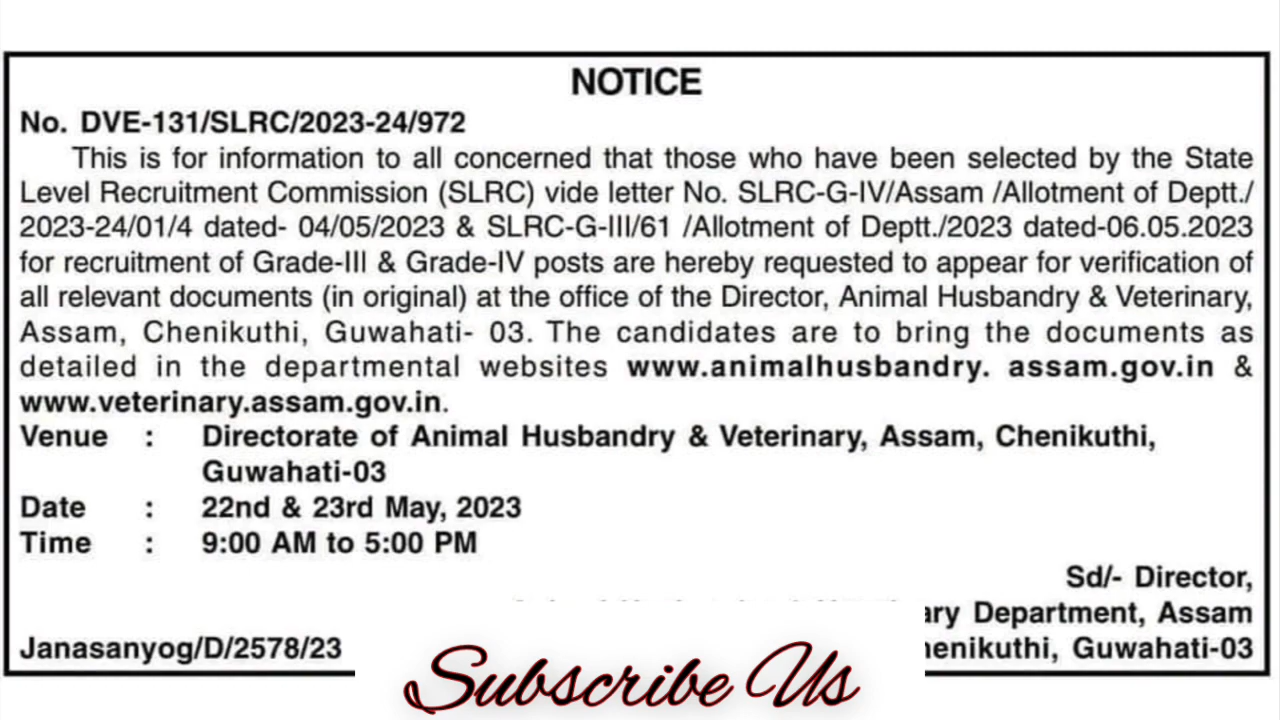 NOTICE
No. DVE-131/SLRC/2023-24/972
This is for information to all concerned that those who have been selected by the State
Level Recruitment Commission (SLRC) vide letter No. SLRC-G-IV/Assam /Allotment of Deptt./
2023-24/01/4 dated- 04/05/2023 & SLRC-G-III/61 /Allotment of Deptt./2023 dated-06.05.2023
for recruitment of Grade-III & Grade-IV posts are hereby requested to appear for verification of
all relevant documents (in original) at the office of the Director, Animal Husbandry & Veterinary,
Assam, Chenikuthi, Guwahati- 03. The candidates are to bring the documents as
detailed in the departmental websites www.animalhusbandry. assam.gov.in &
www.veterinary.assam.gov.in.
Venue : Directorate of Animal Husbandry & Veterinary, Assam, Chenikuthi,
Guwahati-03
Date : 22nd & 23rd May, 2023
Time : 9:00 AM to 5:00 PM
Sd/- Director,
Department, Assam
Janasanyog/D/2578/23 Guwahati-03
Subscribe Us